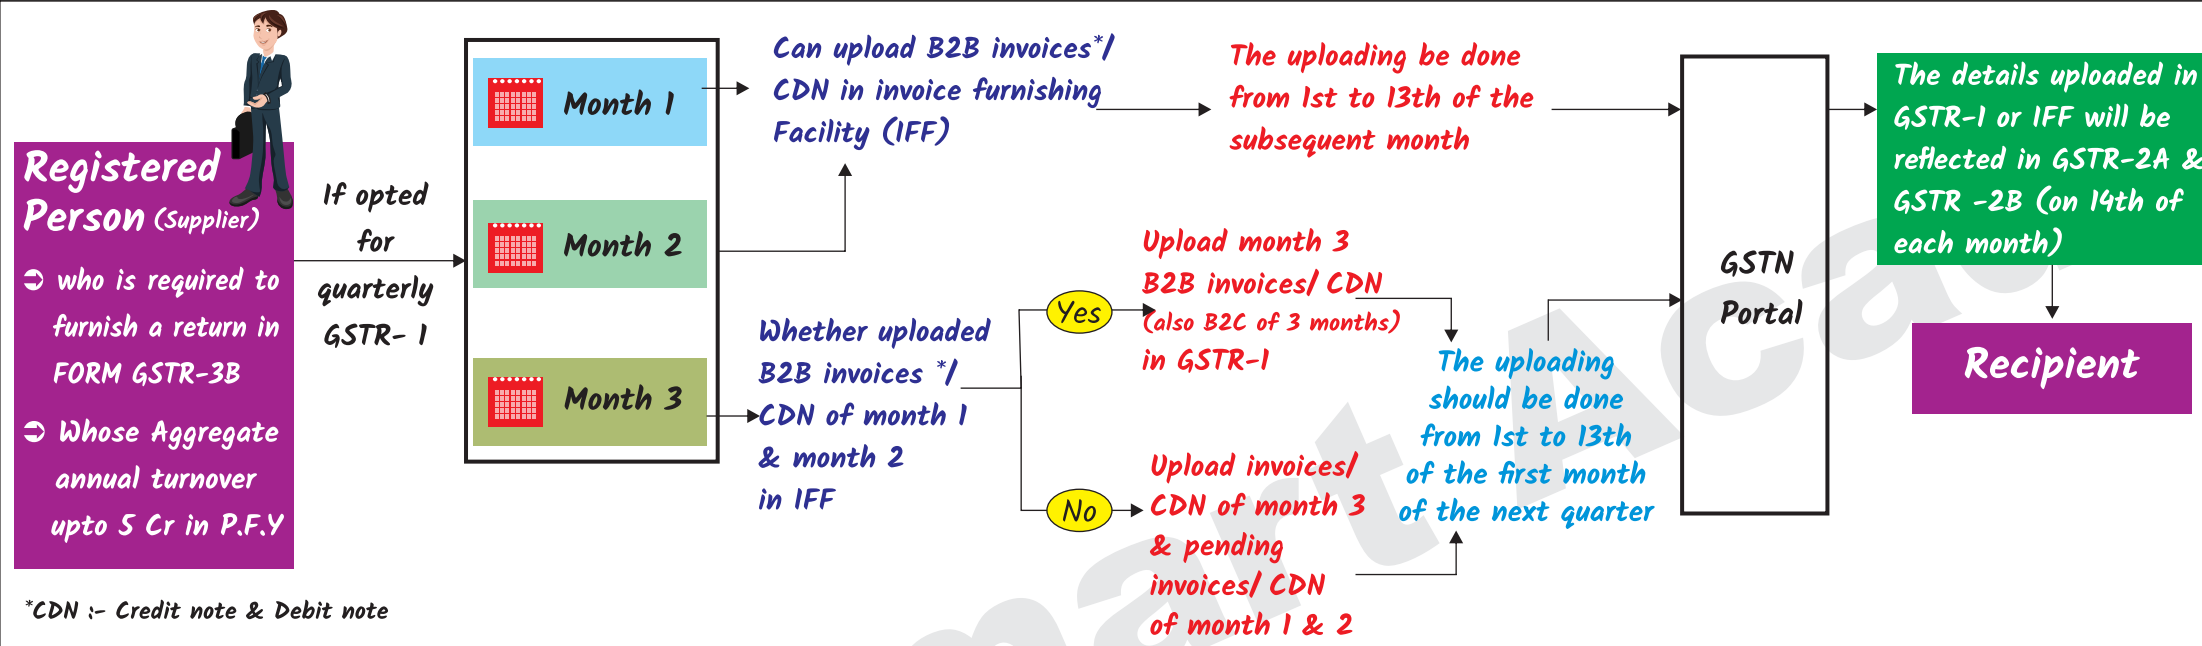 Registered
Person (Supplier)
➲ who is required to
furnish a return in
FORM GSTR-3B
➲ Whose Aggregate
annual turnover
upto 5 Cr in P.F.Y
*CDN :- Credit note & Debit note
If opted
for
quarterly
GSTR- 1
Month 1
Month 2
Month 3
Can upload B2B invoices*/
CDN in invoice furnishing
Facility (IFF)
The uploading be done
from 1st to 13th of the
subsequent month
Whether uploaded
B2B invoices */
CDN of month 1
& month 2
in IFF
Yes
Upload month 3
B2B invoices/ CDN
(also B2C of 3 months)
in GSTR-1
No
Upload invoices/
CDN of month 3
& pending
invoices/ CDN
of month 1 & 2
The uploading
should be done
from 1st to 13th
of the first month
of the next quarter
GSTN
Portal
The details uploaded in
GSTR-1 or IFF will be
reflected in GSTR-2A &
GSTR -2B (on 14th of
each month)
Recipient